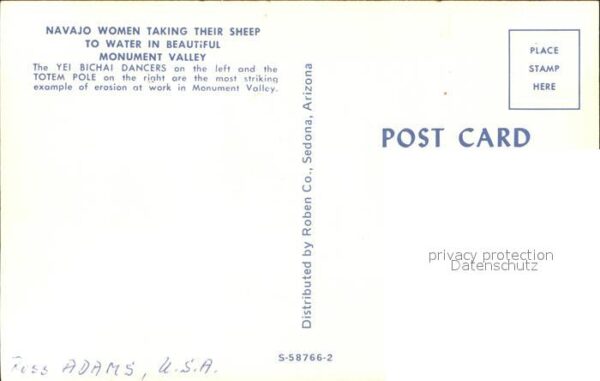 NAVAJO WOMEN TAKING THEIR SHEEP
TO WATER IN BEAUTIFUL
MONUMENT VALLEY
The YEI BICHAI DANCERS on the left and the
TOTEM POLE on the right are the most striking
example of erosion at work in Monument Valley.
Distributed by Roben Co., Sedona, Arizona
PLACE
STAMP
HERE
POST CARD
privacy protection
Datenschutz
S-58766-2
ADAMS, U.S.A.